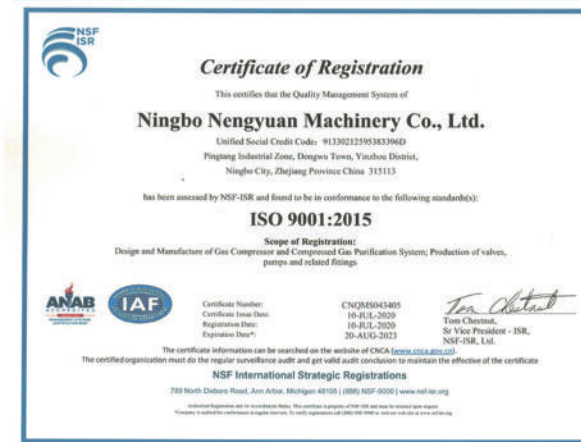 NSF
ISR
Certificate of Registration
This certifies that the Quality Management System of
Ningbo Nengyuan Machinery Co., Ltd.
Unified Social Credit Code: 91330212595383396D
Pingtang Industrial Zone, Dongwu Town, Yinzhou District,
Ningbo City, Zhejiang Province China 315113
has been assessed by NSF-ISR and found to be in conformance to the following standard(s):
ISO 9001:2015
Scope of Registration:
Design and Manufacture of Gas Compressor and Compressed Gas Purification System; Production of valves,
pumps and related fittings
ANAB
ACCREDITED
IAF
Certificate Number: CNQMS043405
Certificate Issue Date: 10-JUL-2020
Registration Date: 10-JUL-2020
Expiration Date*: 20-AUG-2023
Tom Chestnut
Tom Chestnut,
Sr Vice President - ISR,
NSF-ISR, Ltd.
The certificate information can be searched on the website of CNCA (www.cnca.gov.cn).
The certified organization must do the regular surveillance audit and get valid audit conclusion to maintain the effective of the certificate
NSF International Strategic Registrations
789 North Dixboro Road, Ann Arbor, Michigan 48105 | (888) NSF-9000 | www.nsf-isr.org